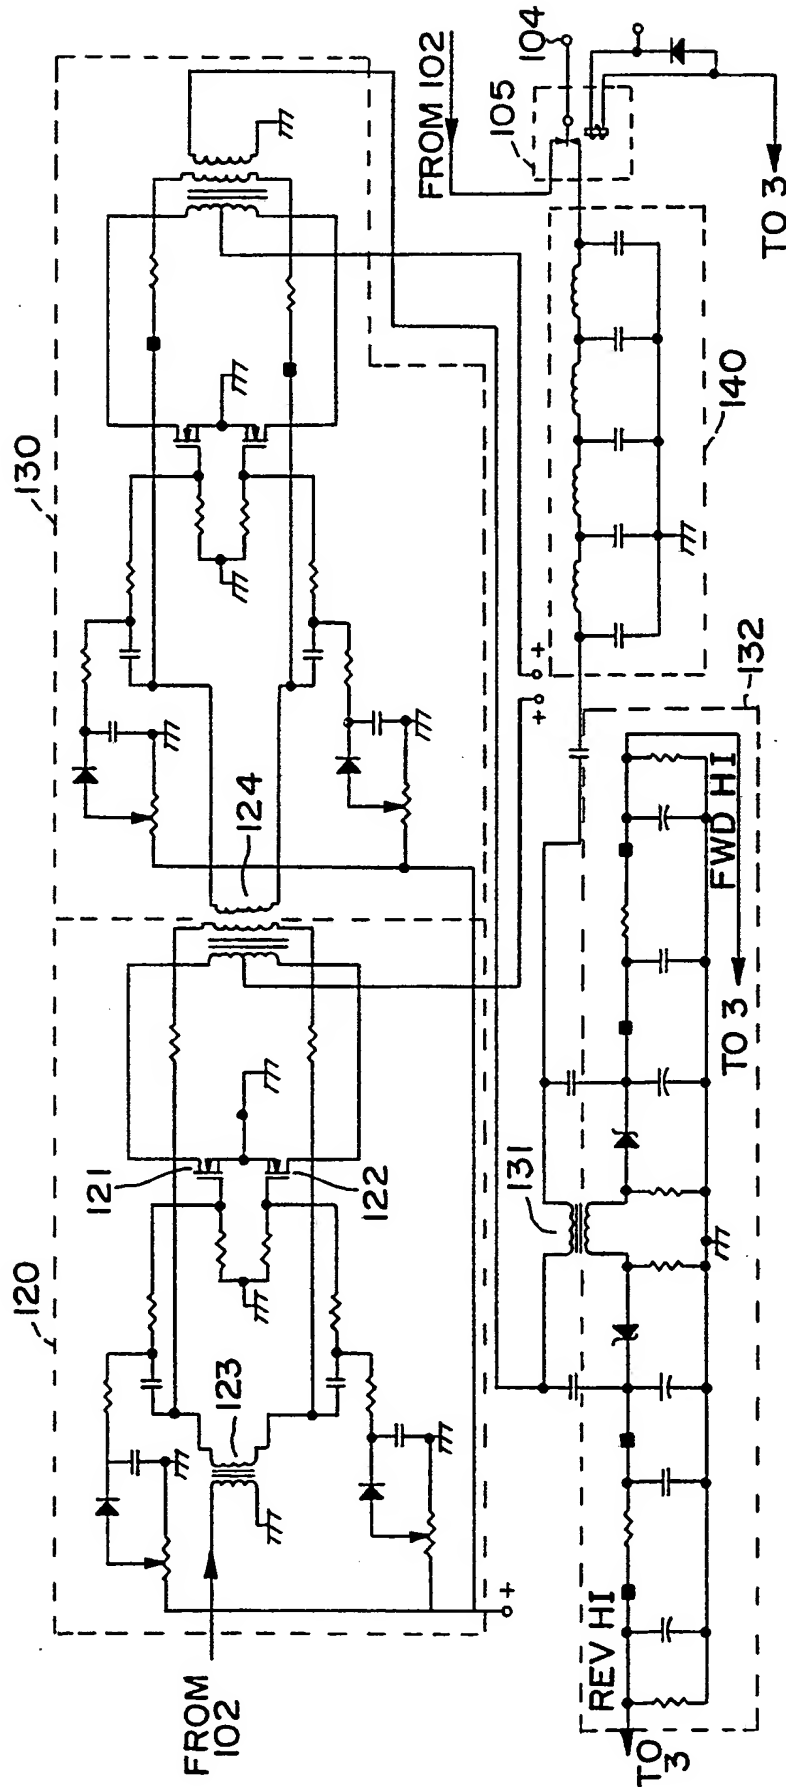 130
120
FROM 102
104
105
124
121
122
123
TO 3
140
+
+
132
131
FWD HI
TO 3
+
REV HI
FROM
102
TO
3